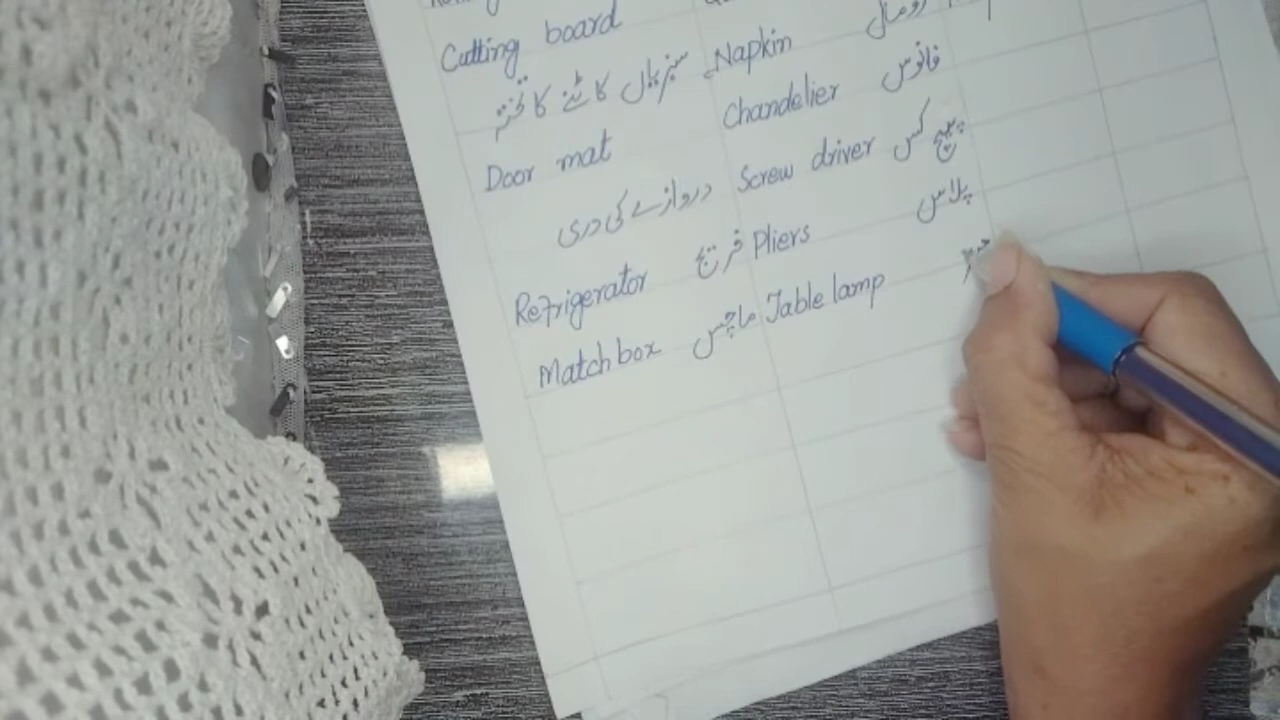 Cutting board
سبزیاں کاٹنے کا تختہ
Door mat
دروازے کی دری
Refrigerator فریج
Match box ماچس
Napkin رومال
Chandelier فانوس
Screw driver پیچ کس
Pliers پلاس
Table lamp